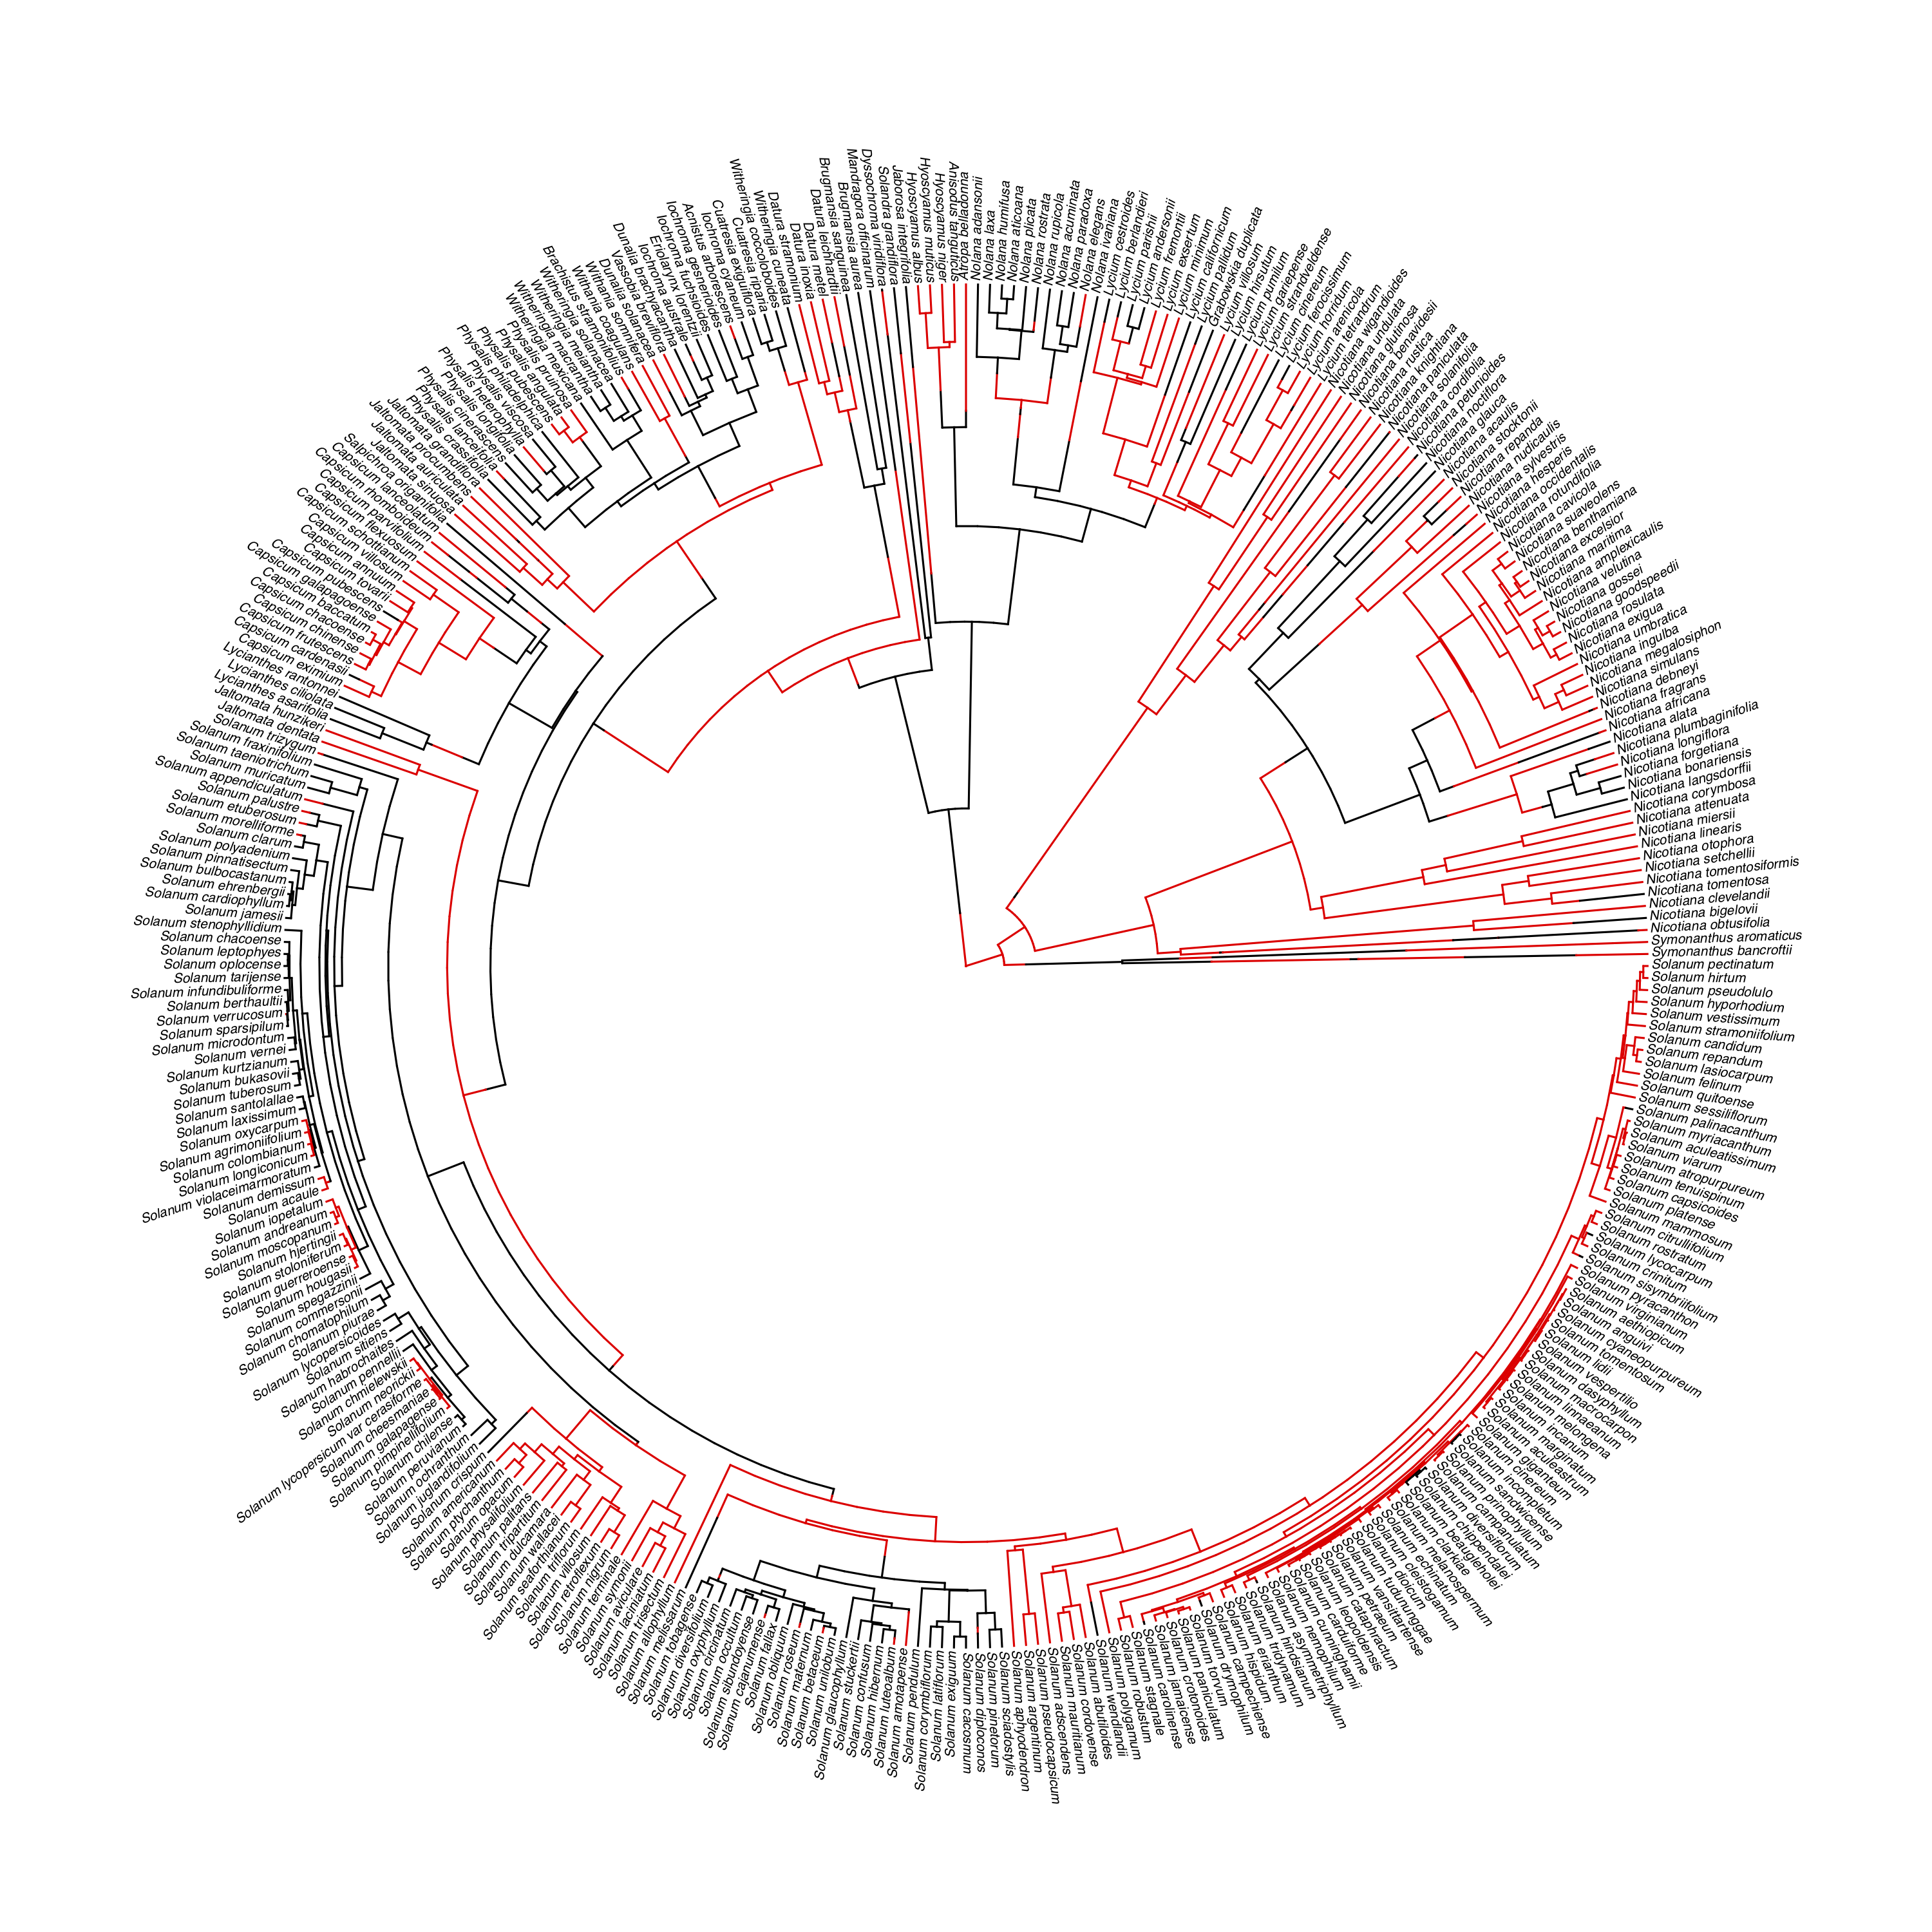 Nolana adansonii
Nolana laxa
Nolana humifusa
Nolana aticoana
Nolana plicata
Nolana rostrata
Nolana rupicola
Nolana acuminata
Nolana paradoxa
Nolana elegans
Nolana ivaniana
Lycium cestroides
Lycium berlandieri
Lycium parishii
Lycium andersonii
Lycium fremontii
Lycium exsertum
Lycium minimum
Lycium californicum
Lycium pallidum
Grabowskia duplicata
Lycium villosum
Lycium hirsutum
Lycium pumilum
Lycium gariepense
Lycium strandveldense
Lycium cinereum
Lycium ferocissimum
Lycium horridum
Lycium arenicola
Lycium tetrandrum
Nicotiana wigandioides
Nicotiana undulata
Nicotiana glutinosa
Nicotiana benavidesii
Nicotiana rustica
Nicotiana knightiana
Nicotiana paniculata
Nicotiana solanifolia
Nicotiana cordifolia
Nicotiana petunioides
Nicotiana noctiflora
Nicotiana glauca
Nicotiana acaulis
Nicotiana stocktonii
Nicotiana repanda
Nicotiana nudicaulis
Nicotiana sylvestris
Nicotiana hesperis
Nicotiana occidentalis
Nicotiana rotundifolia
Nicotiana cavicola
Nicotiana suaveolens
Nicotiana benthamiana
Nicotiana excelsior
Nicotiana maritima
Nicotiana amplexicaulis
Nicotiana velutina
Nicotiana gossei
Nicotiana goodspeedii
Nicotiana rosulata
Nicotiana exigua
Nicotiana umbratica
Nicotiana ingulba
Nicotiana megalosiphon
Nicotiana simulans
Nicotiana debneyi
Nicotiana fragrans
Nicotiana africana
Nicotiana alata
Nicotiana plumbaginifolia
Nicotiana longiflora
Nicotiana forgetiana
Nicotiana bonariensis
Nicotiana langsdorffii
Nicotiana corymbosa
Nicotiana attenuata
Nicotiana miersii
Nicotiana linearis
Nicotiana otophora
Nicotiana setchellii
Nicotiana tomentosiformis
Nicotiana tomentosa
Nicotiana clevelandii
Nicotiana bigelovii
Nicotiana obtusifolia
Symonanthus aromaticus
Symonanthus bancroftii
Solanum pectinatum
Solanum hirtum
Solanum pseudolulo
Solanum hyporhodium
Solanum vestissimum
Solanum stramoniifolium
Solanum candidum
Solanum repandum
Solanum lasiocarpum
Solanum felinum
Solanum quitoense
Solanum sessiliflorum
Solanum palinacanthum
Solanum myriacanthum
Solanum aculeatissimum
Solanum viarum
Solanum atropurpureum
Solanum tenuispinum
Solanum capsicoides
Solanum platense
Solanum mammosum
Solanum citrullifolium
Solanum rostratum
Solanum lycocarpum
Solanum crinitum
Solanum sisymbriifolium
Solanum pyracanthon
Solanum virginianum
Solanum aethiopicum
Solanum anguivi
Solanum cyaneopurpureum
Solanum tomentosum
Solanum lidii
Solanum vespertilio
Solanum dasyphyllum
Solanum macrocarpon
Solanum linnaeanum
Solanum melongena
Solanum incanum
Solanum marginatum
Solanum aculeastrum
Solanum giganteum
Solanum cinereum
Solanum sandwicense
Solanum incompletum
Solanum prinophyllum
Solanum campanulatum
Solanum diversiflorum
Solanum chippendalei
Solanum beaugleholei
Solanum clarkiae
Solanum melanospermum
Solanum echinatum
Solanum cleistogamum
Solanum dioicum
Solanum tudununggae
Solanum vansittartense
Solanum petraeum
Solanum cataphractum
Solanum leopoldensis
Solanum carduiforme
Solanum cunninghamii
Solanum nemophilum
Solanum asymmetriphyllum
Solanum hindsianum
Solanum tridynamum
Solanum erianthum
Solanum hispidum
Solanum campechiense
Solanum drymophilum
Solanum torvum
Solanum paniculatum
Solanum crotonoides
Solanum jamaicense
Solanum carolinense
Solanum stagnale
Solanum robustum
Solanum polygamum
Solanum wendlandii
Solanum abutiloides
Solanum cordovense
Solanum mauritianum
Solanum adscendens
Solanum pseudocapsicum
Solanum argentinum
Solanum aphyodendron
Solanum sciadostylis
Solanum pinetorum
Solanum diploconos
Solanum cacosmum
Solanum exiguum
Solanum latiflorum
Solanum corymbiflorum
Solanum pendulum
Solanum amotapense
Solanum luteoalbum
Solanum hibernum
Solanum confusum
Solanum stuckertii
Solanum glaucophyllum
Solanum unilobum
Solanum betaceum
Solanum maternum
Solanum roseum
Solanum obliquum
Solanum fallax
Solanum cajanumense
Solanum sibundoyense
Solanum occultum
Solanum circinatum
Solanum oxyphyllum
Solanum diversifolium
Solanum tobagense
Solanum melissarum
Solanum allophyllum
Solanum trisectum
Solanum laciniatum
Solanum aviculare
Solanum symonii
Solanum terminale
Solanum nigrum
Solanum retroflexum
Solanum villosum
Solanum triflorum
Solanum seaforthianum
Solanum wallacei
Solanum dulcamara
Solanum tripartitum
Solanum palitans
Solanum physalifolium
Solanum opacum
Solanum ptychanthum
Solanum americanum
Solanum crispum
Solanum juglandifolium
Solanum ochranthum
Solanum peruvianum
Solanum chilense
Solanum pimpinellifolium
Solanum galapagense
Solanum cheesmaniae
Solanum lycopersicum var cerasiforme
Solanum neorickii
Solanum chmielewskii
Solanum pennellii
Solanum habrochaites
Solanum sitiens
Solanum lycopersicoides
Solanum piurae
Solanum chomatophilum
Solanum commersonii
Solanum spegazzinii
Solanum hougasii
Solanum guerreroense
Solanum stoloniferum
Solanum hjertingii
Solanum moscopanum
Solanum andreanum
Solanum iopetalum
Solanum acaule
Solanum demissum
Solanum violaceimarmoratum
Solanum longiconicum
Solanum colombianum
Solanum agrimoniifolium
Solanum oxycarpum
Solanum laxissimum
Solanum santolallae
Solanum tuberosum
Solanum bukasovii
Solanum kurtzianum
Solanum vernei
Solanum microdontum
Solanum sparsipilum
Solanum verrucosum
Solanum berthaultii
Solanum infundibuliforme
Solanum tarijense
Solanum oplocense
Solanum leptophyes
Solanum chacoense
Solanum stenophyllidium
Solanum jamesii
Solanum cardiophyllum
Solanum ehrenbergii
Solanum bulbocastanum
Solanum pinnatisectum
Solanum polyadenium
Solanum clarum
Solanum morelliforme
Solanum etuberosum
Solanum palustre
Solanum appendiculatum
Solanum muricatum
Solanum taeniotrichum
Solanum fraxinifolium
Solanum trizygum
Jaltomata dentata
Jaltomata hunzikeri
Lycianthes asarifolia
Lycianthes ciliolata
Lycianthes rantonnei
Capsicum eximium
Capsicum cardenasii
Capsicum frutescens
Capsicum chinense
Capsicum chacoense
Capsicum baccatum
Capsicum galapagoense
Capsicum pubescens
Capsicum tovarii
Capsicum annuum
Capsicum villosum
Capsicum schottianum
Capsicum flexuosum
Capsicum parvifolium
Capsicum rhomboideum
Capsicum lanceolatum
Salpichroa origanifolia
Jaltomata sinuosa
Jaltomata auriculata
Jaltomata procumbens
Jaltomata grandiflora
Physalis crassifolia
Physalis lanceifolia
Physalis cinerascens
Physalis longifolia
Physalis heterophylla
Physalis viscosa
Physalis philadelphica
Physalis pubescens
Physalis angulata
Physalis pruinosa
Witheringia mexicana
Witheringia macrantha
Witheringia meiantha
Witheringia solanacea
Brachistus stramonifolius
Withania coagulans
Withania somnifera
Dunalia solanacea
Vassobia breviflora
Dunalia brachyacantha
Iochroma australe
Eriolarynx lorentzii
Iochroma fuchsioides
Iochroma gesnerioides
Acnistus arborescens
Iochroma cyaneum
Cuatresia exiguiflora
Cuatresia riparia
Witheringia coccoloboides
Witheringia cuneata
Datura stramonium
Datura inoxia
Datura metel
Datura leichhardtii
Brugmansia sanguinea
Brugmansia aurea
Mandragora officinarum
Dyssochroma viridiflora
Solandra grandiflora
Jaborosa integrifolia
Hyoscyamus albus
Hyoscyamus muticus
Hyoscyamus niger
Anisodus tanguticus
Atropa belladonna